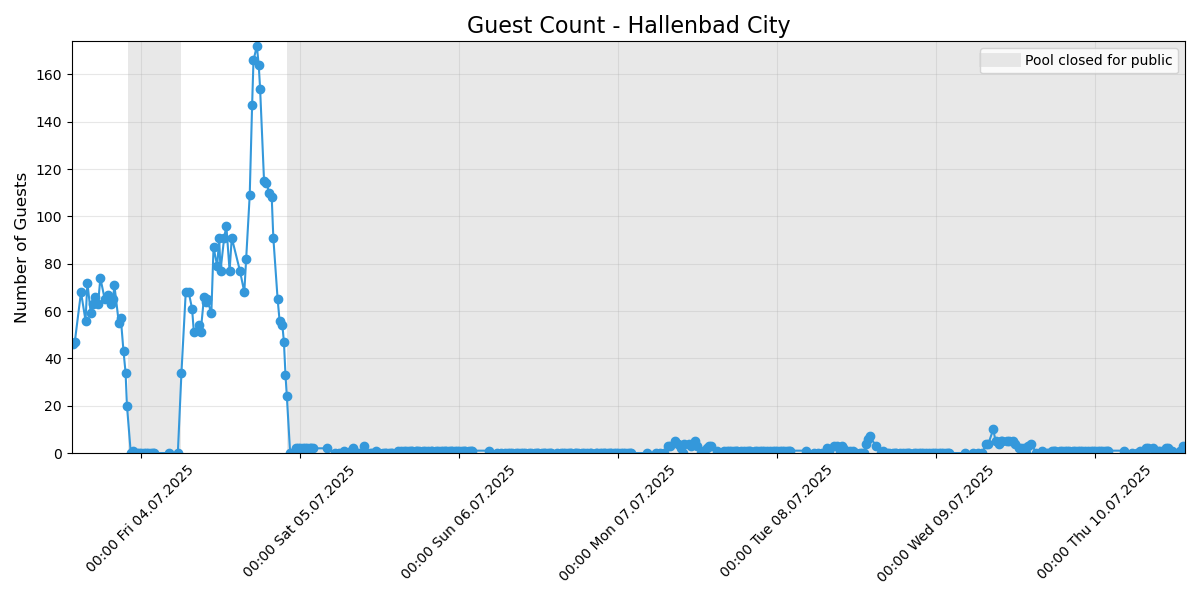 Guest Count - Hallenbad City
Pool closed for public
Number of Guests
160
140
120
100
80
60
40
20
0
00:00 Fri 04.07.2025
00:00 Sat 05.07.2025
00:00 Sun 06.07.2025
00:00 Mon 07.07.2025
00:00 Tue 08.07.2025
00:00 Wed 09.07.2025
00:00 Thu 10.07.2025